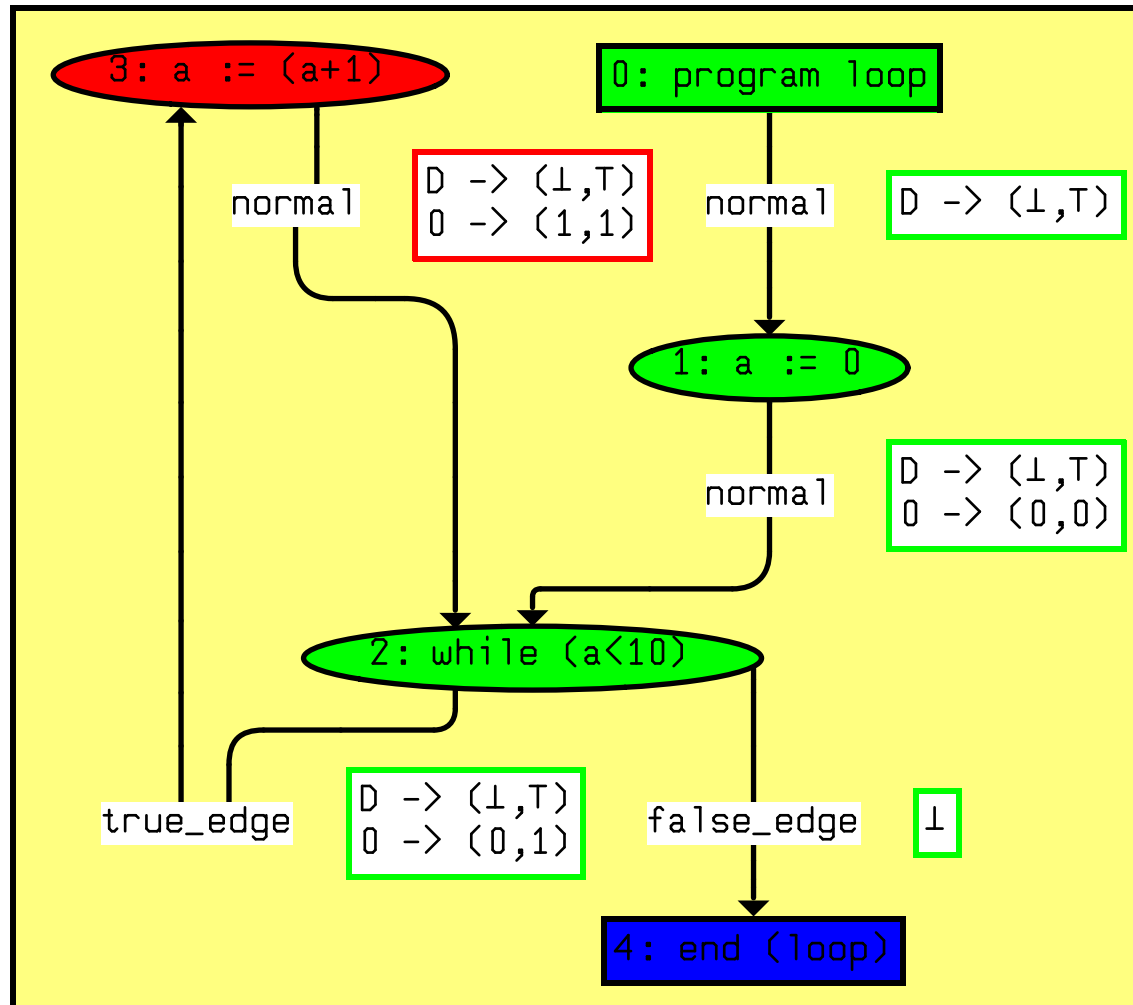 3: a := (a+1)
0: program loop
normal
D -> (⊥,T)
0 -> (1,1)
normal
D -> (⊥,T)
1: a := 0
normal
D -> (⊥,T)
0 -> (0,0)
2: while (a<10)
true_edge
D -> (⊥,T)
0 -> (0,1)
false_edge
⊥
4: end (loop)